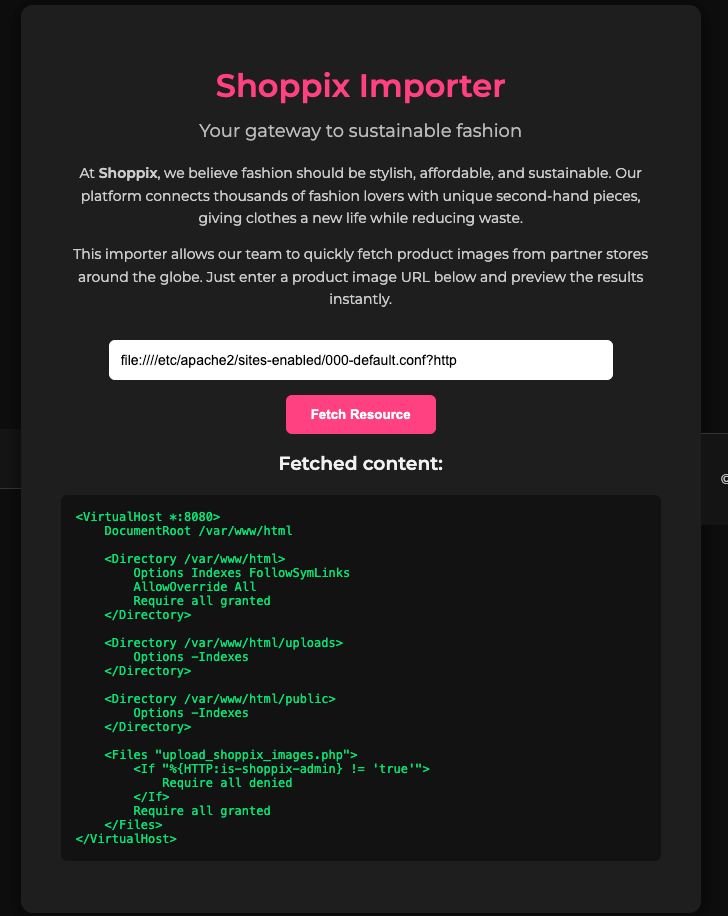 Shoppix Importer
Your gateway to sustainable fashion
At Shoppix, we believe fashion should be stylish, affordable, and sustainable. Our
platform connects thousands of fashion lovers with unique second-hand pieces,
giving clothes a new life while reducing waste.
This importer allows our team to quickly fetch product images from partner stores
around the globe. Just enter a product image URL below and preview the results
instantly.
file:////etc/apache2/sites-enabled/000-default.conf?http
Fetch Resource
Fetched content:
<VirtualHost *:8080>
    DocumentRoot /var/www/html
    <Directory /var/www/html>
        Options Indexes FollowSymLinks
        AllowOverride All
        Require all granted
    </Directory>
    <Directory /var/www/html/uploads>
        Options -Indexes
    </Directory>
    <Directory /var/www/html/public>
        Options -Indexes
    </Directory>
    <Files "upload_shoppix_images.php">
        <If "%{HTTP:is-shoppix-admin} != 'true'">
            Require all denied
        </If>
        Require all granted
    </Files>
</VirtualHost>
©